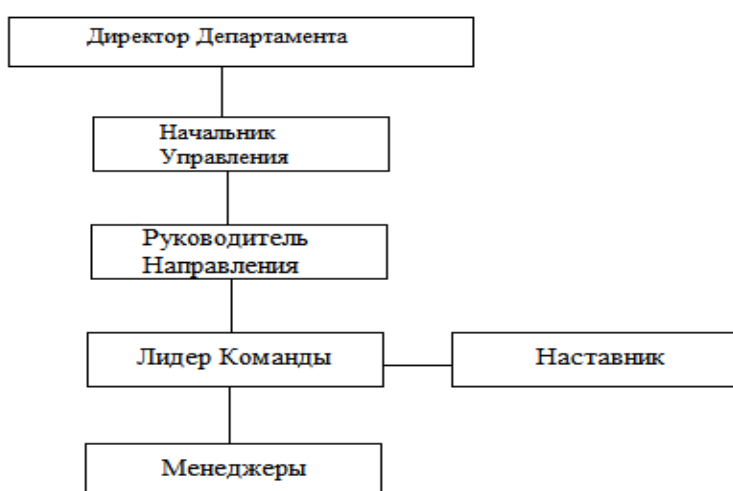 Директор Департамента
Начальник
Управления
Руководитель
Направления
Лидер Команды
Наставник
Менеджеры